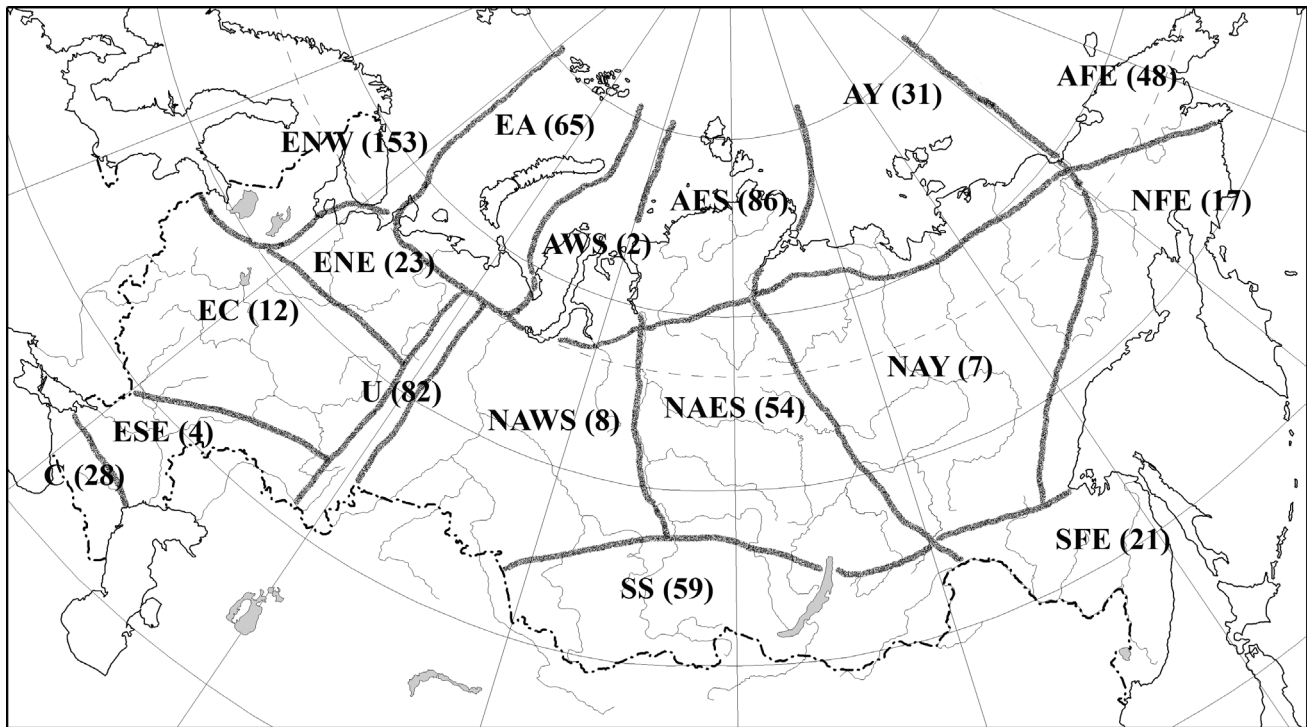 AFE (48)
AY (31)
EA (65)
ENW (153)
AES (86)
NFE (17)
AWS (2)
ENE (23)
EC (12)
NAY (7)
U (82)
NAES (54)
NAWS (8)
ESE (4)
C (28)
SFE (21)
SS (59)